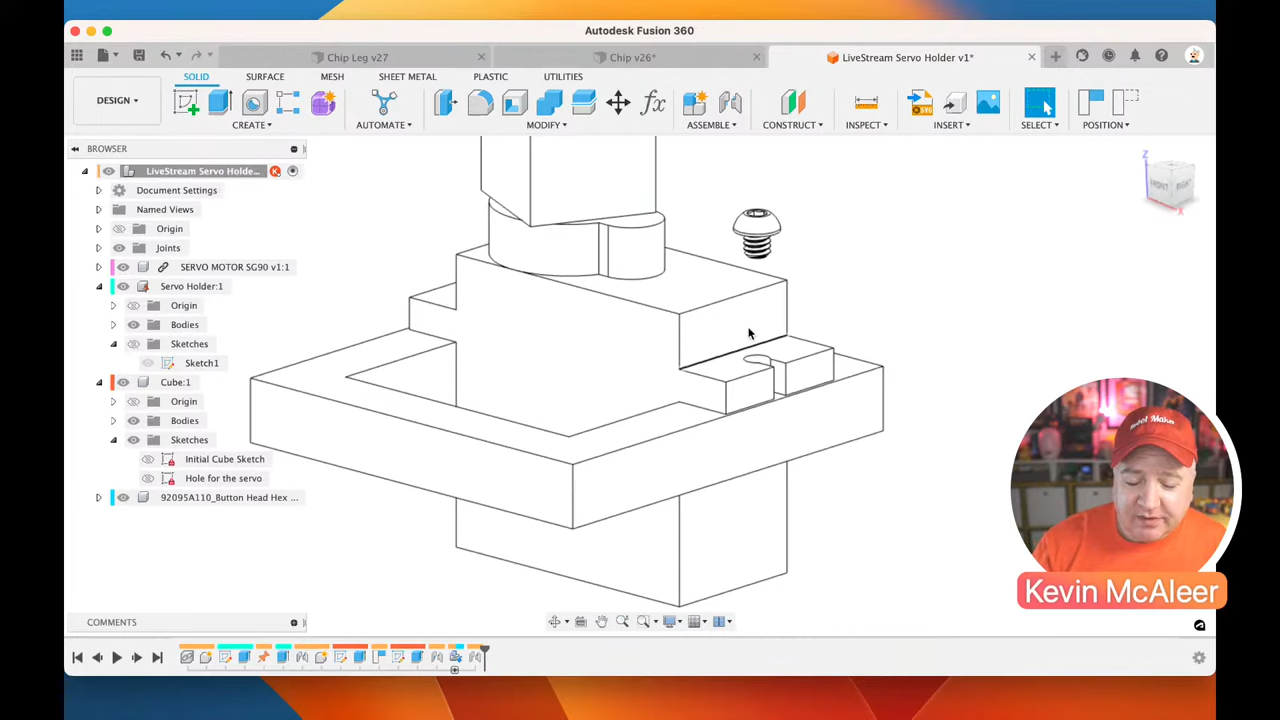 Autodesk Fusion 360
Chip Leg v27
Chip v26*
LiveStream Servo Holder v1*
DESIGN
SOLID
SURFACE
MESH
SHEET METAL
PLASTIC
UTILITIES
CREATE
AUTOMATE
MODIFY
ASSEMBLE
CONSTRUCT
INSPECT
INSERT
SELECT
POSITION
BROWSER
LiveStream Servo Holde...
Document Settings
Named Views
Origin
Joints
SERVO MOTOR SG90 v1:1
Servo Holder:1
Origin
Bodies
Sketches
Sketch1
Cube:1
Origin
Bodies
Sketches
Initial Cube Sketch
Hole for the servo
92095A110_Button Head Hex ...
Z
FRONT
RIGHT
X
Kevin McAleer
COMMENTS